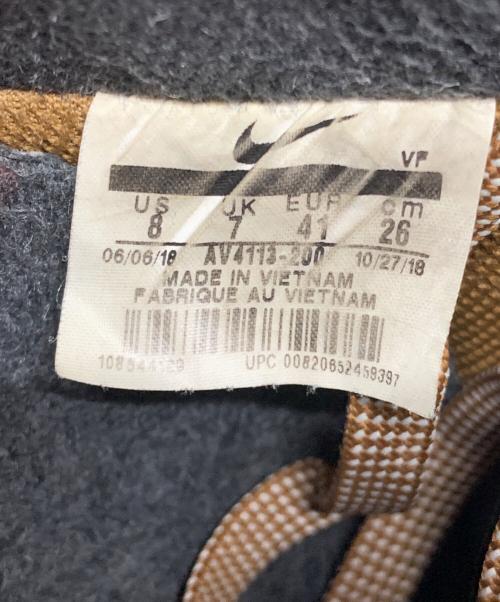 VF
US UK EUR cm
8 7 41 26
06/06/18 AV4113-200 10/27/18
MADE IN VIETNAM
FABRIQUE AU VIETNAM
UPC 00820652459397